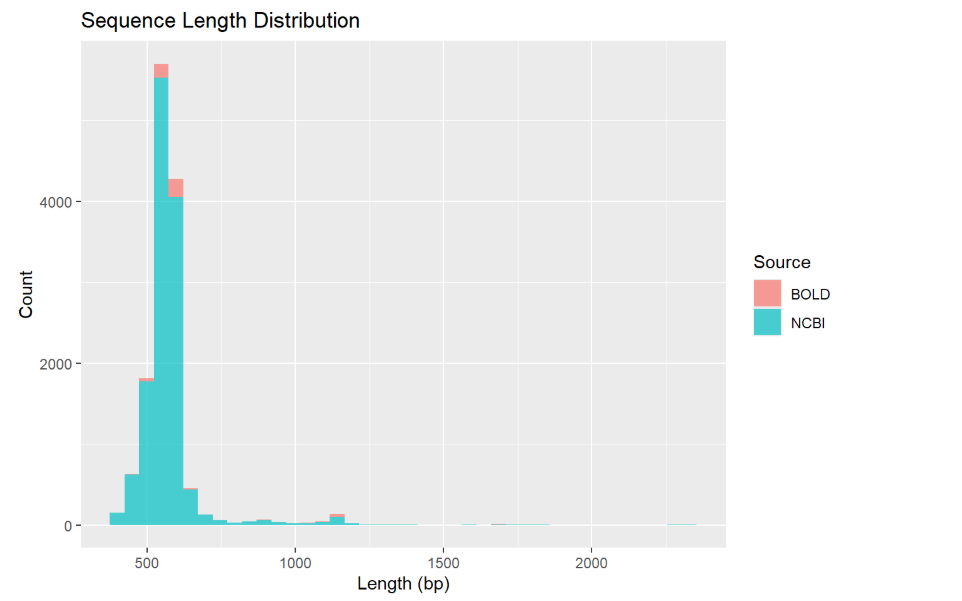 Sequence Length Distribution
Count
4000
2000
0
500 1000 1500 2000
Length (bp)
Source
BOLD
NCBI